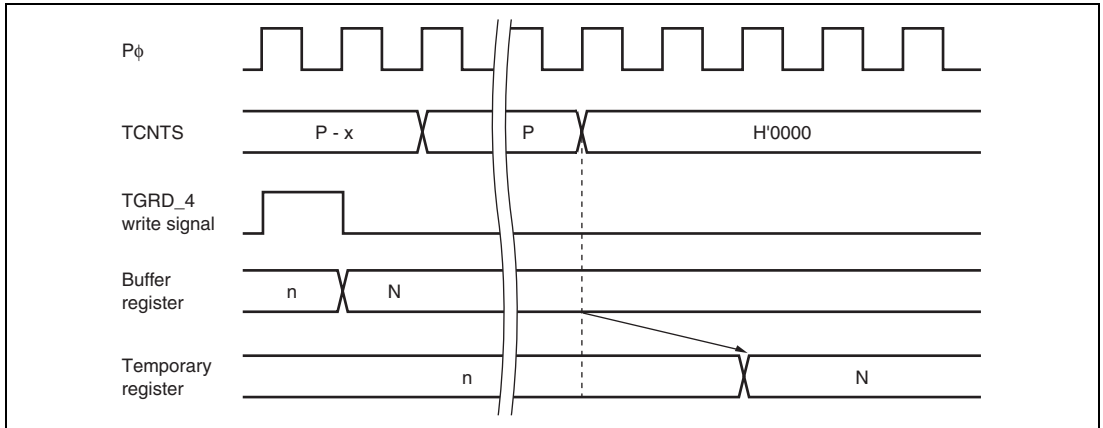 Pϕ
TCNTS
P - x
P
H'0000
TGRD_4
write signal
Buffer
register
n
N
Temporary
register
n
N